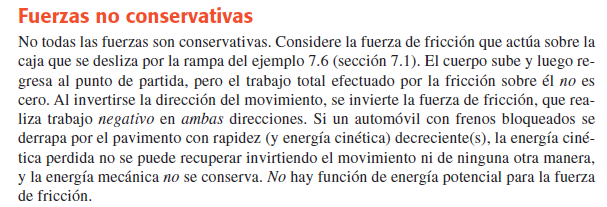 Fuerzas no conservativas
No todas las fuerzas son conservativas. Considere la fuerza de fricción que actúa sobre la
caja que se desliza por la rampa del ejemplo 7.6 (sección 7.1). El cuerpo sube y luego re-
gresa al punto de partida, pero el trabajo total efectuado por la fricción sobre él no es
cero. Al invertirse la dirección del movimiento, se invierte la fuerza de fricción, que rea-
liza trabajo negativo en ambas direcciones. Si un automóvil con frenos bloqueados se
derrapa por el pavimento con rapidez (y energía cinética) decreciente(s), la energía ciné-
tica perdida no se puede recuperar invirtiendo el movimiento ni de ninguna otra manera,
y la energía mecánica no se conserva. No hay función de energía potencial para la fuerza
de fricción.